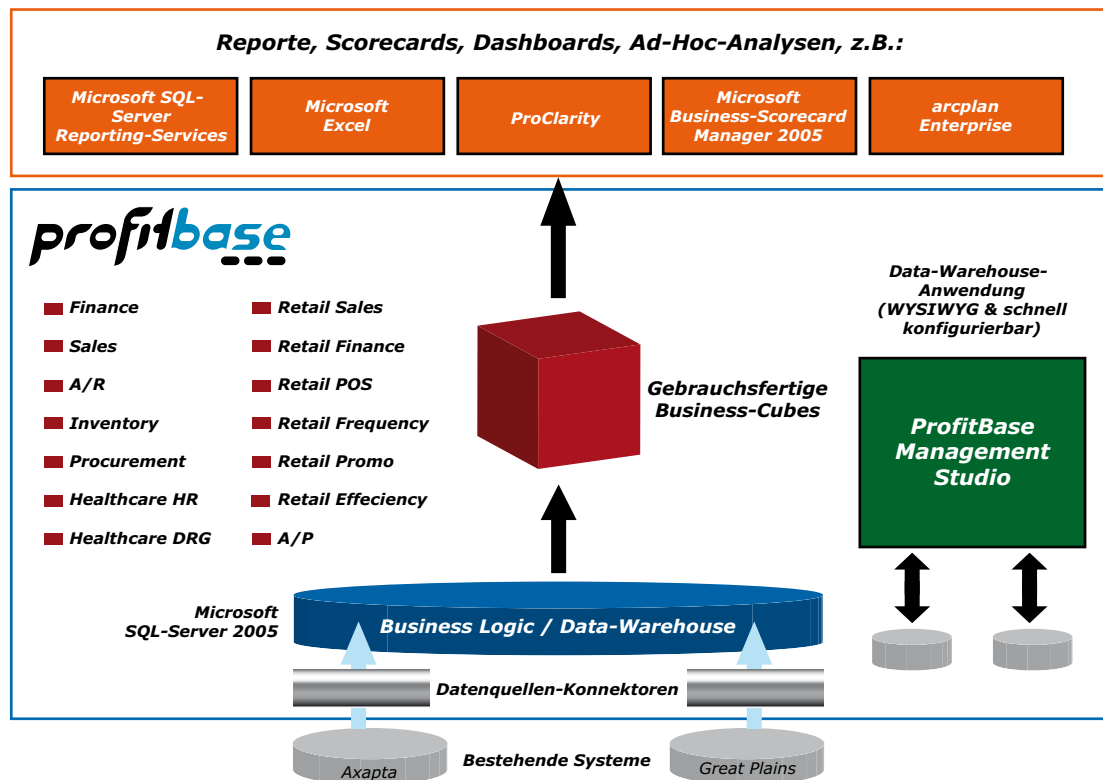 Reporte, Scorecards, Dashboards, Ad-Hoc-Analysen, z.B.:
Microsoft SQL-
Server
Reporting-Services
Microsoft
Excel
ProClarity
Microsoft
Business-Scorecard
Manager 2005
arcplan
Enterprise
profitbase
Finance
Sales
A/R
Inventory
Procurement
Healthcare HR
Healthcare DRG
Retail Sales
Retail Finance
Retail POS
Retail Frequency
Retail Promo
Retail Effeciency
A/P
Gebrauchsfertige
Business-Cubes
Data-Warehouse-
Anwendung
(WYSIWYG & schnell
konfigurierbar)
ProfitBase
Management
Studio
Microsoft
SQL-Server 2005
Business Logic / Data-Warehouse
Datenquellen-Konnektoren
Bestehende Systeme
Axapta
Great Plains